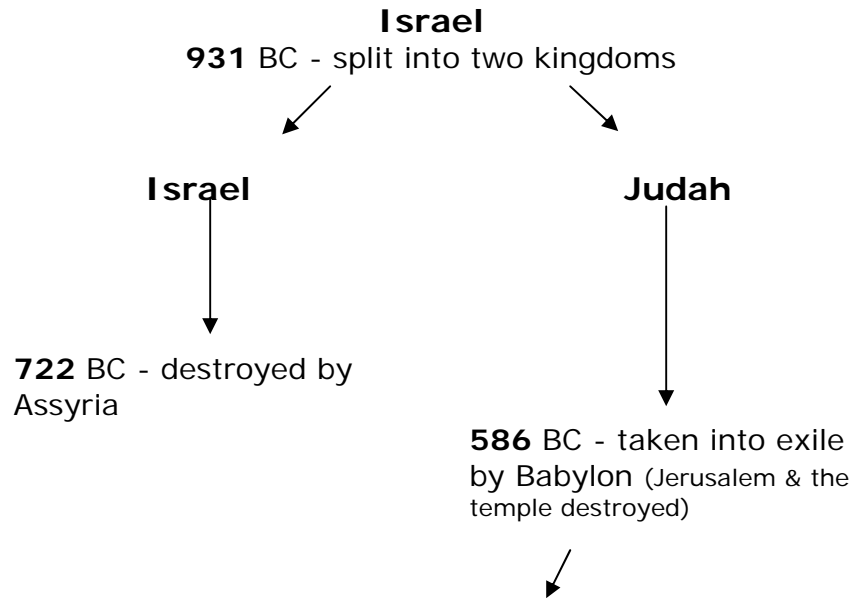 Israel
931 BC - split into two kingdoms
Israel
Judah
722 BC - destroyed by
Assyria
586 BC - taken into exile
by Babylon (Jerusalem & the
temple destroyed)